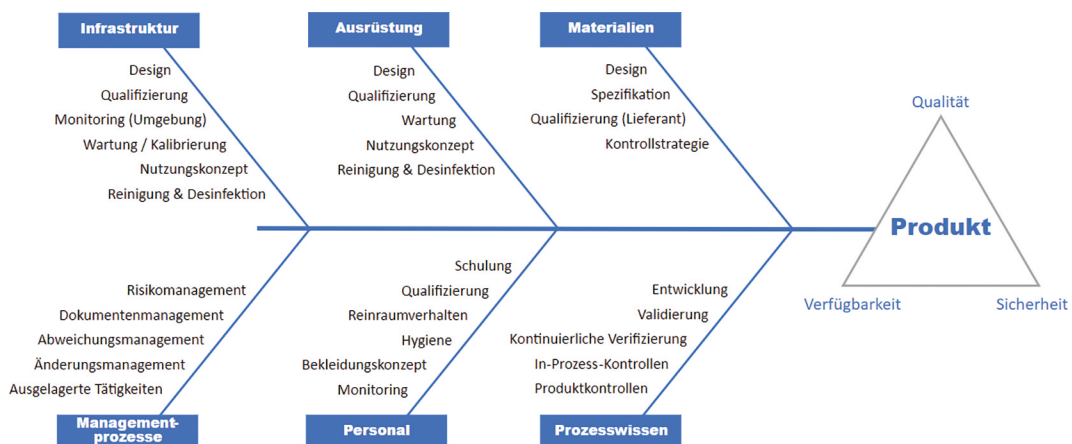 Infrastruktur
Design
Qualifizierung
Monitoring (Umgebung)
Wartung / Kalibrierung
Nutzungskonzept
Reinigung & Desinfektion
Ausrüstung
Design
Qualifizierung
Wartung
Nutzungskonzept
Reinigung & Desinfektion
Materialien
Design
Spezifikation
Qualifizierung (Lieferant)
Kontrollstrategie
Qualität
Produkt
Verfügbarkeit
Sicherheit
Risikomanagement
Dokumentenmanagement
Abweichungsmanagement
Änderungsmanagement
Ausgelagerte Tätigkeiten
Management-
prozesse
Schulung
Qualifizierung
Reinraumverhalten
Hygiene
Bekleidungskonzept
Monitoring
Personal
Entwicklung
Validierung
Kontinuierliche Verifizierung
In-Prozess-Kontrollen
Produktkontrollen
Prozesswissen